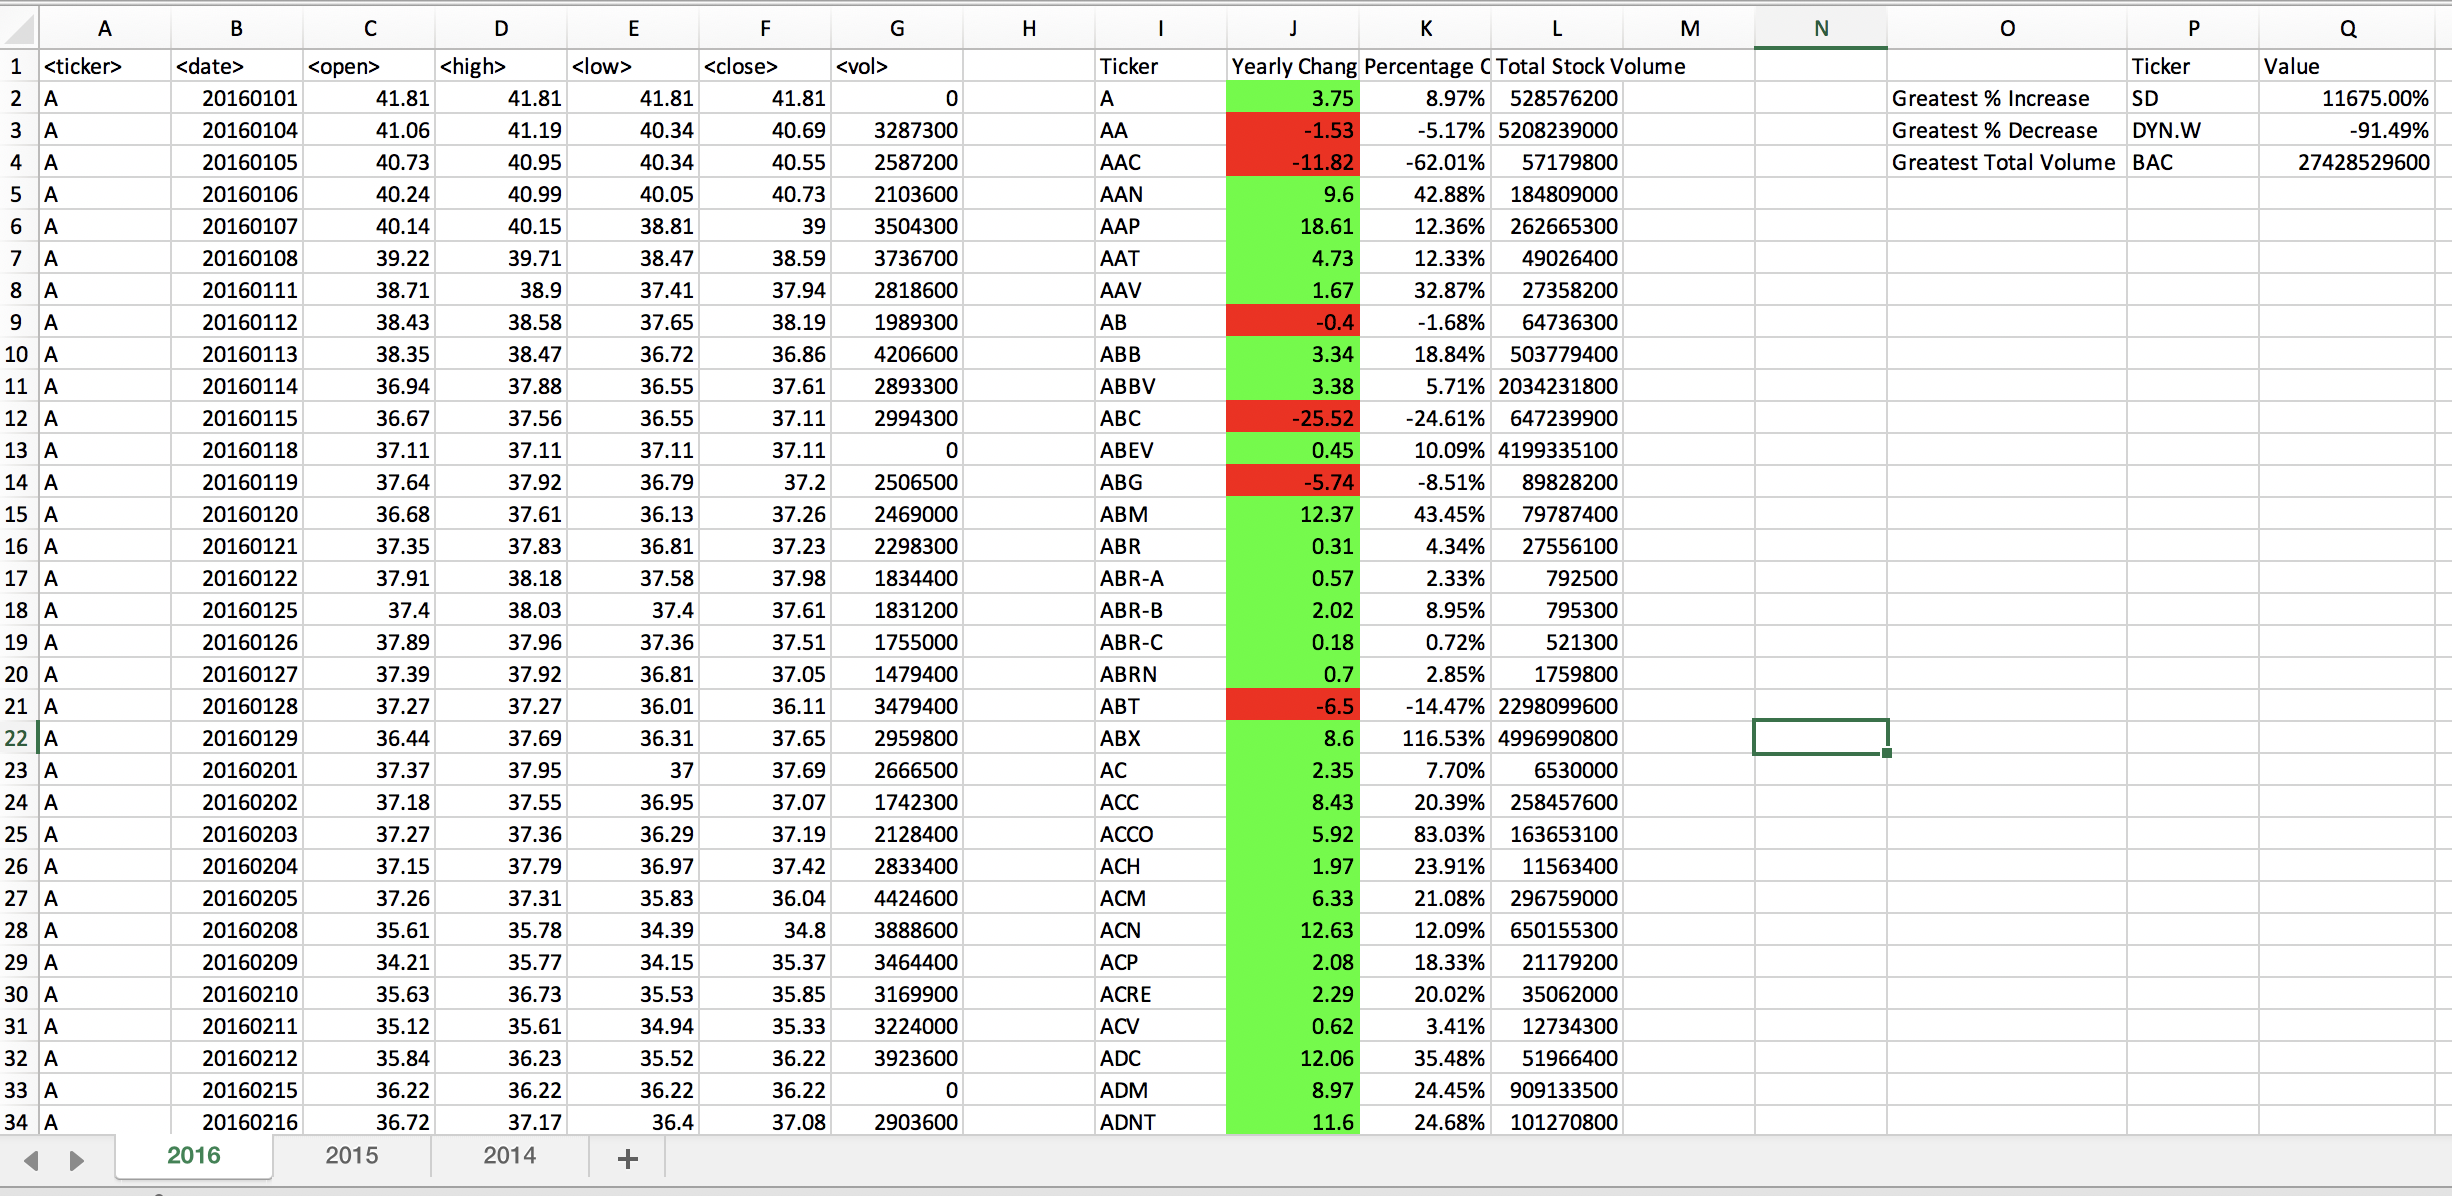 A B C D E F G H I J K L M N O P Q
1 <ticker> <date> <open> <high> <low> <close> <vol> Ticker Yearly Chang Percentage C Total Stock Volume Ticker Value
2 A 20160101 41.81 41.81 41.81 41.81 0 A 3.75 8.97% 528576200 Greatest % Increase SD 11675.00%
3 A 20160104 41.06 41.19 40.34 40.69 3287300 AA -1.53 -5.17% 5208239000 Greatest % Decrease DYN.W -91.49%
4 A 20160105 40.73 40.95 40.34 40.55 2587200 AAC -11.82 -62.01% 57179800 Greatest Total Volume BAC 27428529600
5 A 20160106 40.24 40.99 40.05 40.73 2103600 AAN 9.6 42.88% 184809000
6 A 20160107 40.14 40.15 38.81 39 3504300 AAP 18.61 12.36% 262665300
7 A 20160108 39.22 39.71 38.47 38.59 3736700 AAT 4.73 12.33% 49026400
8 A 20160111 38.71 38.9 37.41 37.94 2818600 AAV 1.67 32.87% 27358200
9 A 20160112 38.43 38.58 37.65 38.19 1989300 AB -0.4 -1.68% 64736300
10 A 20160113 38.35 38.47 36.72 36.86 4206600 ABB 3.34 18.84% 503779400
11 A 20160114 36.94 37.88 36.55 37.61 2893300 ABBV 3.38 5.71% 2034231800
12 A 20160115 36.67 37.56 36.55 37.11 2994300 ABC -25.52 -24.61% 647239900
13 A 20160118 37.11 37.11 37.11 37.11 0 ABEV 0.45 10.09% 4199335100
14 A 20160119 37.64 37.92 36.79 37.2 2506500 ABG -5.74 -8.51% 89828200
15 A 20160120 36.68 37.61 36.13 37.26 2469000 ABM 12.37 43.45% 79787400
16 A 20160121 37.35 37.83 36.81 37.23 2298300 ABR 0.31 4.34% 27556100
17 A 20160122 37.91 38.18 37.58 37.98 1834400 ABR-A 0.57 2.33% 792500
18 A 20160125 37.4 38.03 37.4 37.61 1831200 ABR-B 2.02 8.95% 795300
19 A 20160126 37.89 37.96 37.36 37.51 1755000 ABR-C 0.18 0.72% 521300
20 A 20160127 37.39 37.92 36.81 37.05 1479400 ABRN 0.7 2.85% 1759800
21 A 20160128 37.27 37.27 36.01 36.11 3479400 ABT -6.5 -14.47% 2298099600
22 A 20160129 36.44 37.69 36.31 37.65 2959800 ABX 8.6 116.53% 4996990800
23 A 20160201 37.37 37.95 37 37.69 2666500 AC 2.35 7.70% 6530000
24 A 20160202 37.18 37.55 36.95 37.07 1742300 ACC 8.43 20.39% 258457600
25 A 20160203 37.27 37.36 36.29 37.19 2128400 ACCO 5.92 83.03% 163653100
26 A 20160204 37.15 37.79 36.97 37.42 2833400 ACH 1.97 23.91% 11563400
27 A 20160205 37.26 37.31 35.83 36.04 4424600 ACM 6.33 21.08% 296759000
28 A 20160208 35.61 35.78 34.39 34.8 3888600 ACN 12.63 12.09% 650155300
29 A 20160209 34.21 35.77 34.15 35.37 3464400 ACP 2.08 18.33% 21179200
30 A 20160210 35.63 36.73 35.53 35.85 3169900 ACRE 2.29 20.02% 35062000
31 A 20160211 35.12 35.61 34.94 35.33 3224000 ACV 0.62 3.41% 12734300
32 A 20160212 35.84 36.23 35.52 36.22 3923600 ADC 12.06 35.48% 51966400
33 A 20160215 36.22 36.22 36.22 36.22 0 ADM 8.97 24.45% 909133500
34 A 20160216 36.72 37.17 36.4 37.08 2903600 ADNT 11.6 24.68% 101270800
2016 2015 2014 +